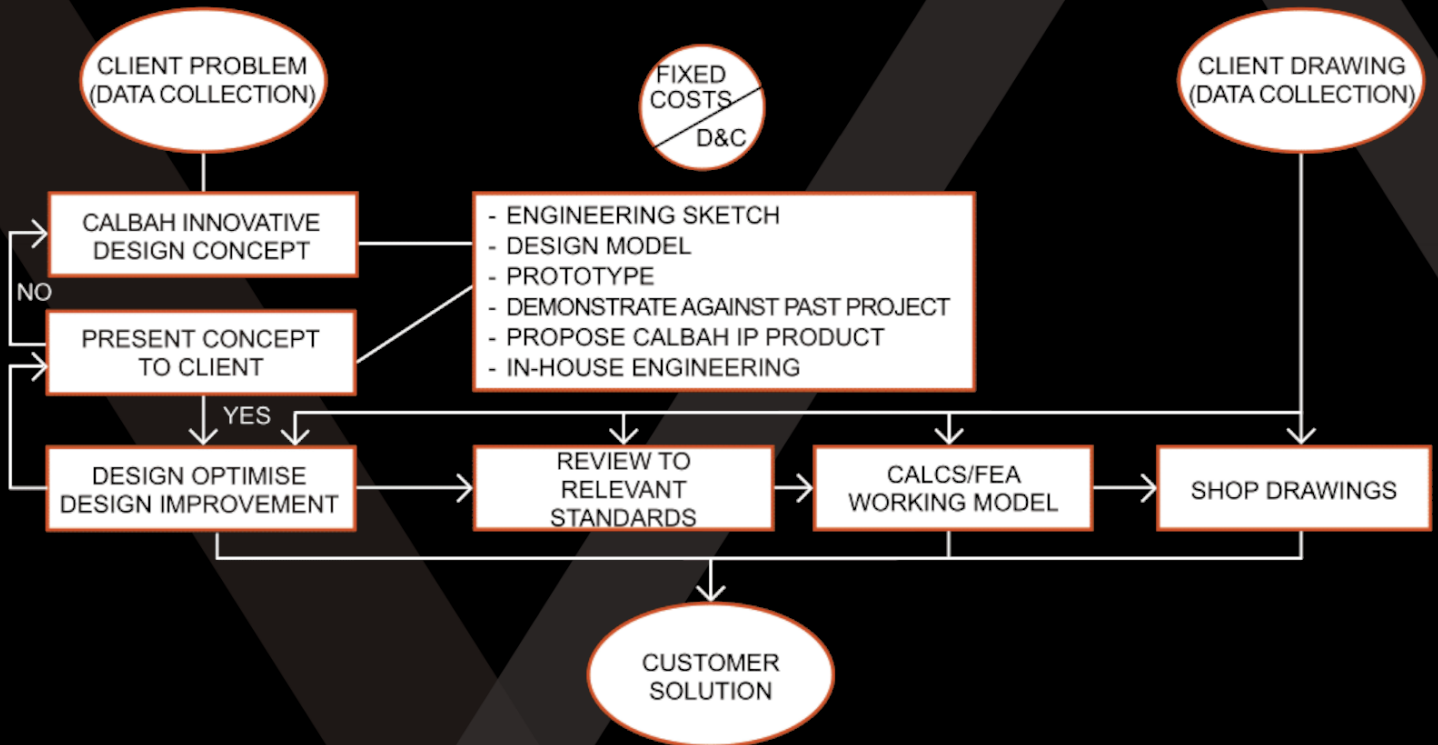 CLIENT PROBLEM
(DATA COLLECTION)
FIXED
COSTS
D&C
CLIENT DRAWING
(DATA COLLECTION)
CALBAH INNOVATIVE
DESIGN CONCEPT
- ENGINEERING SKETCH
- DESIGN MODEL
- PROTOTYPE
- DEMONSTRATE AGAINST PAST PROJECT
- PROPOSE CALBAH IP PRODUCT
- IN-HOUSE ENGINEERING
NO
PRESENT CONCEPT
TO CLIENT
YES
DESIGN OPTIMISE
DESIGN IMPROVEMENT
REVIEW TO
RELEVANT
STANDARDS
CALCS/FEA
WORKING MODEL
SHOP DRAWINGS
CUSTOMER
SOLUTION